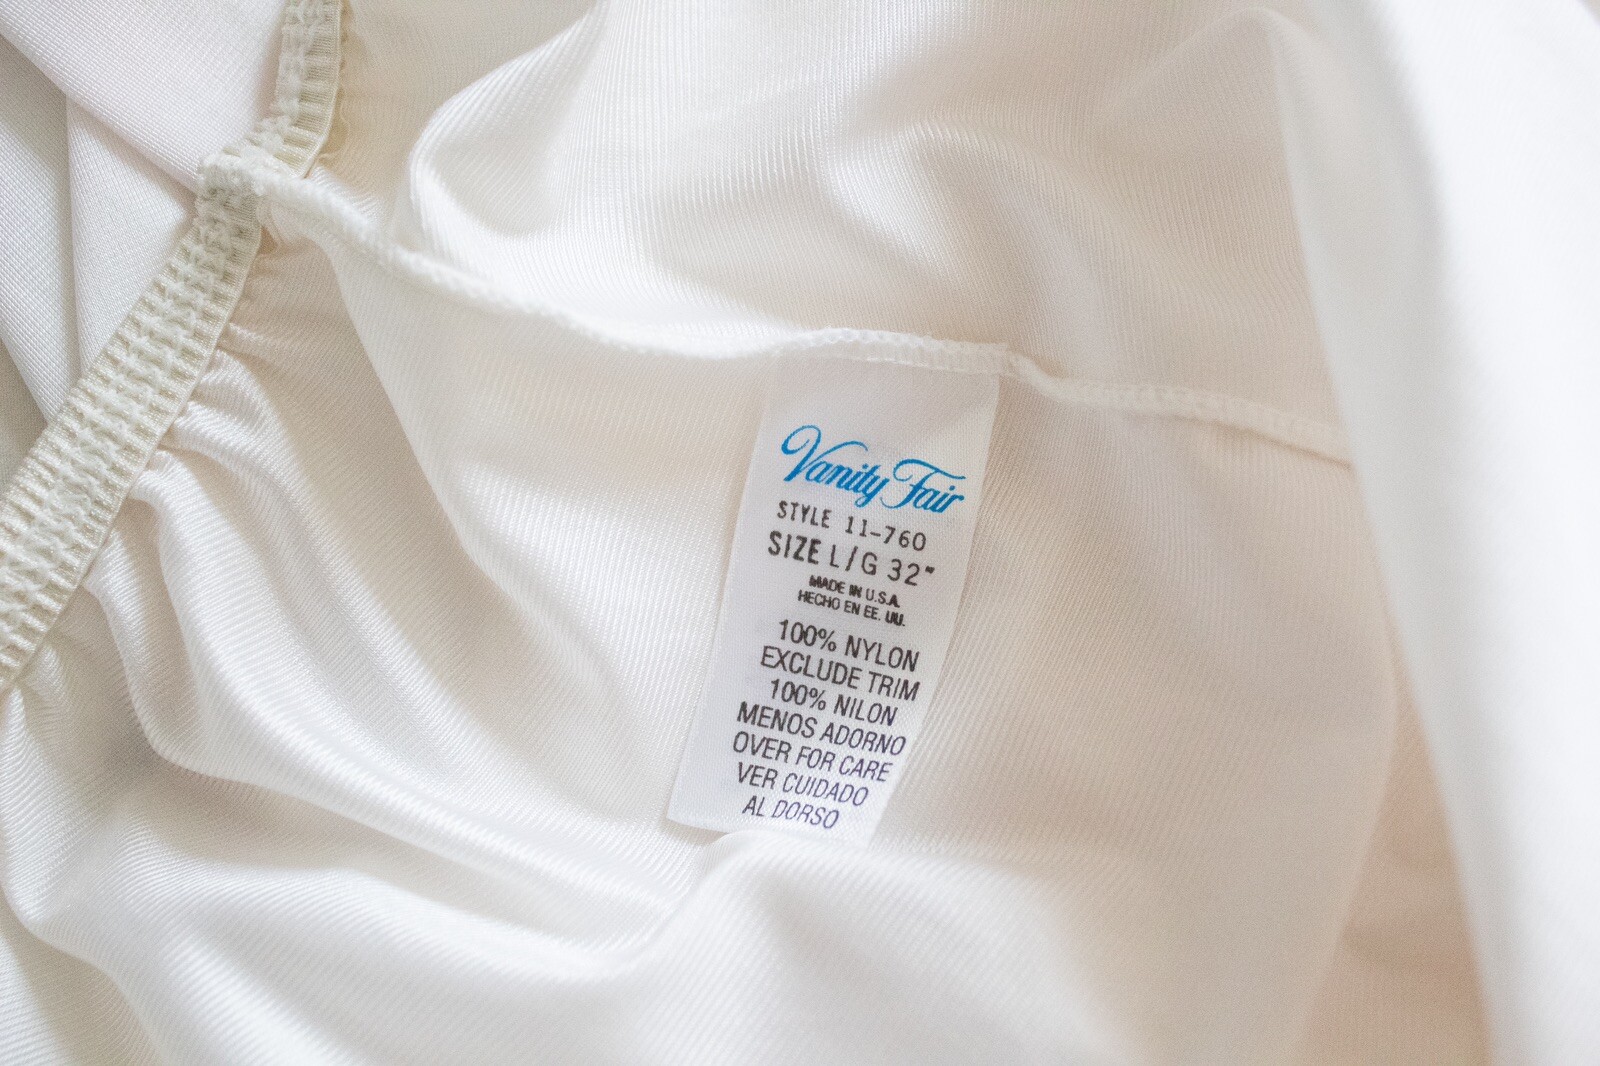 Vanity Fair
STYLE 11-760
SIZE L/G 32"
MADE IN U.S.A.
HECHO EN EE. UU.
100% NYLON
EXCLUDE TRIM
100% NILON
MENOS ADORNO
OVER FOR CARE
VER CUIDADO
AL DORSO